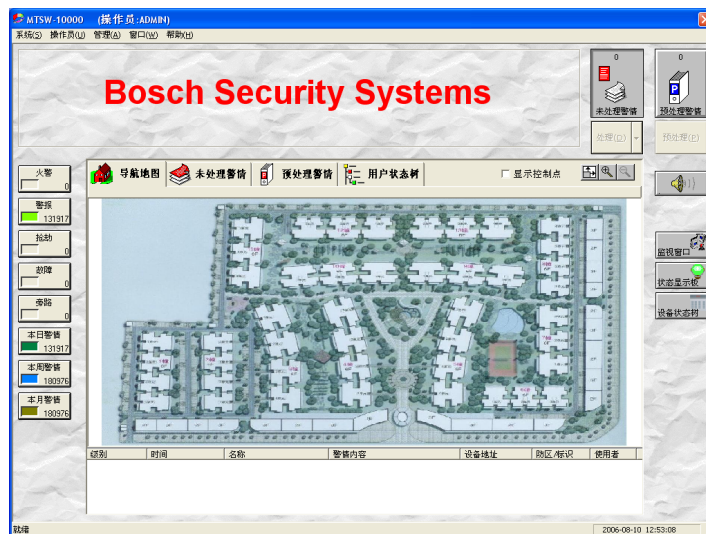 MTSW-10000 (操作员:ADMIN)
系统(S) 操作员(U) 管理(A) 窗口(W) 帮助(H)
Bosch Security Systems
0
未处理警情
0
预处理警情
处理(O)
预处理(P)
火警
0
警报
131917
抢劫
0
故障
0
旁路
0
本日警情
131917
本周警情
180976
本月警情
180976
导航地图 未处理警情 预处理警情 用户状态树 显示控制点
监视窗口
状态显示板
设备状态树
级别 时间 名称 警情内容 设备地址 防区/标识 使用者
就绪
2006-08-10 12:53:08